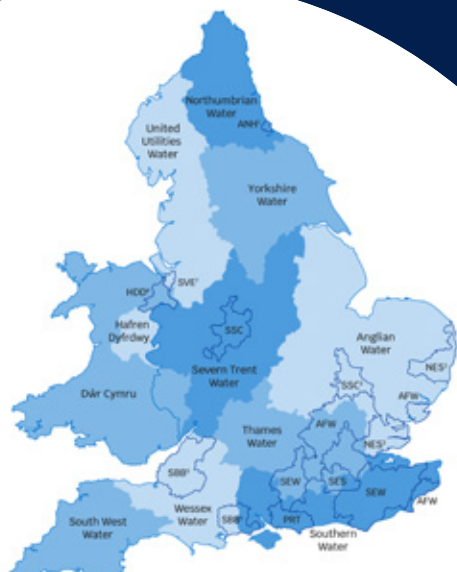 Northumbrian
Water
ANH
United
Utilities
Water
Yorkshire
Water
SVE
HDD
Hafren
Dyfrdwy
SSC
Anglian
Water
NES
Severn Trent
Water
SSC
AFW
Dŵr Cymru
AFW
Thames
Water
NES
SBB
SEW
SES
SEW
AFW
Wessex
Water
SBB
PRT
South West
Water
Southern
Water